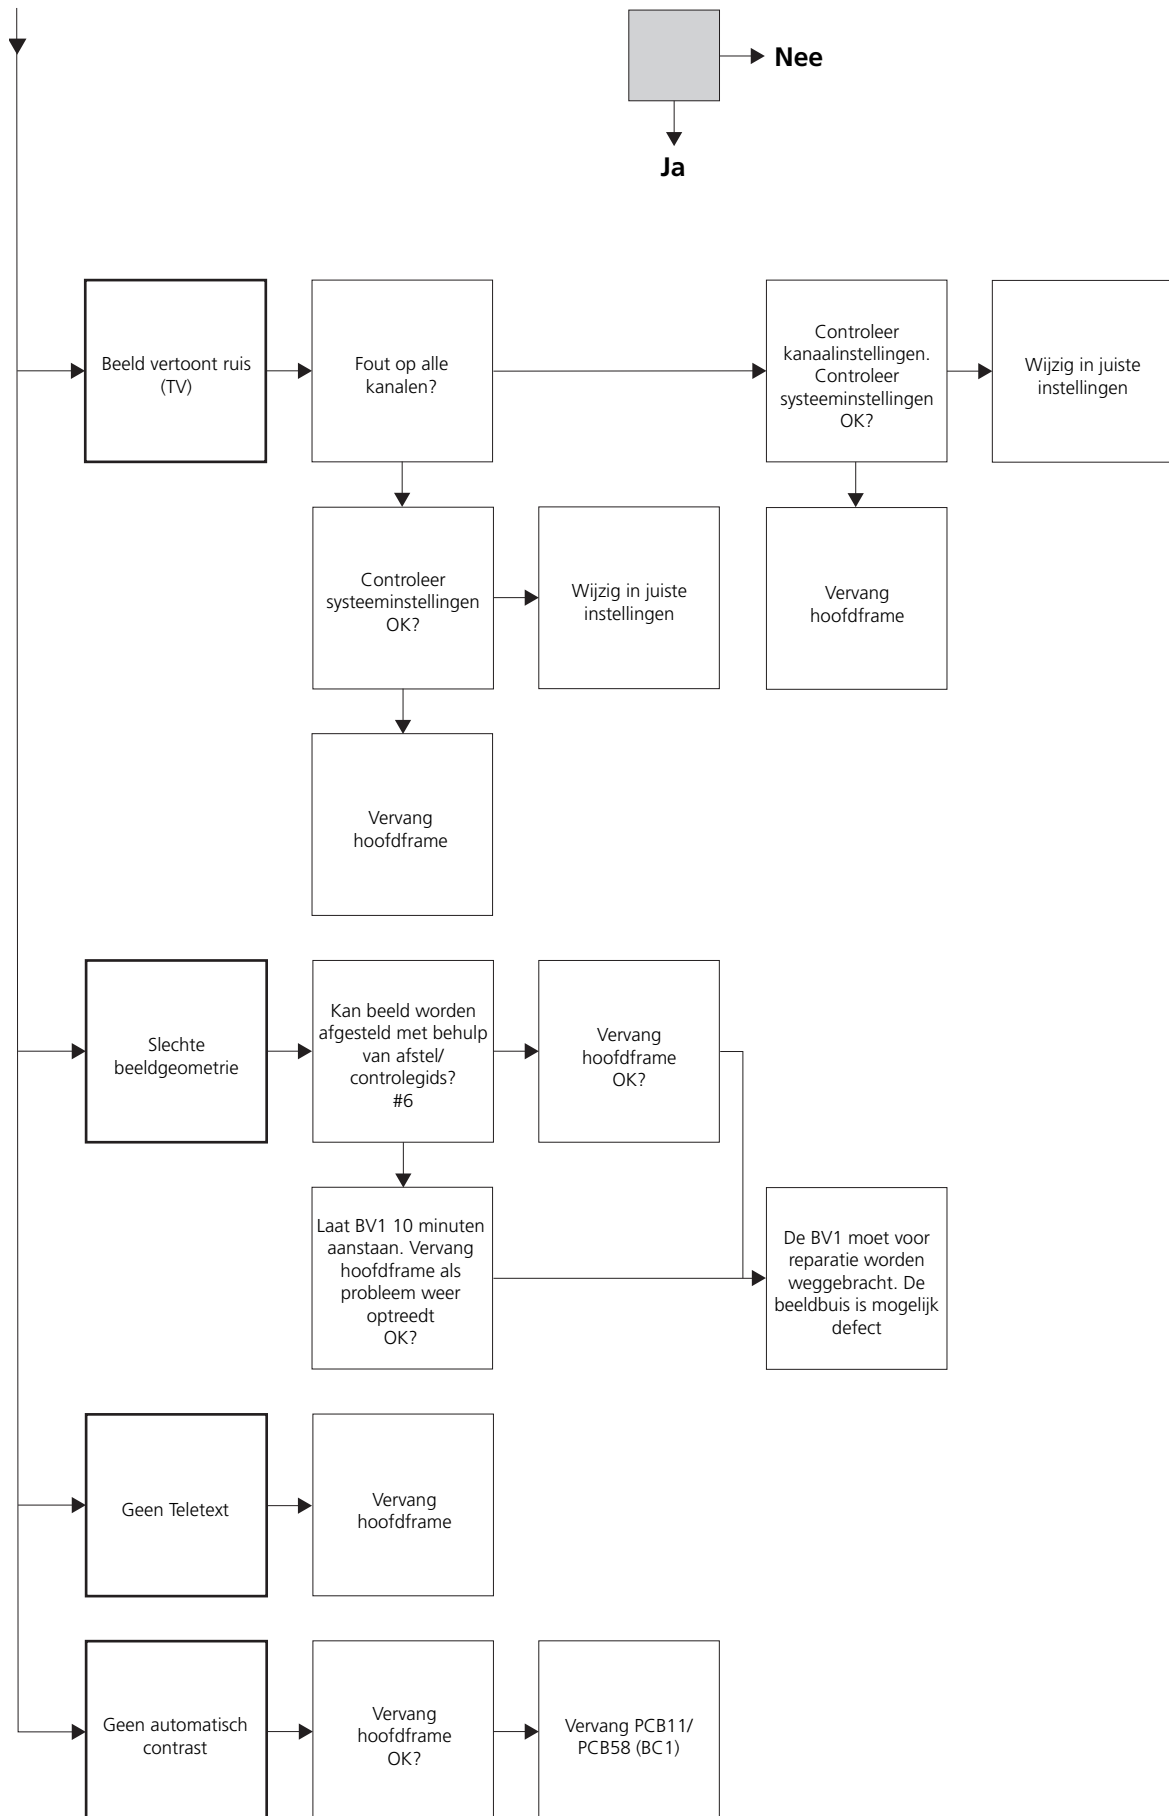 Nee
Ja
Beeld vertoont ruis
(TV)
Fout op alle
kanalen?
Controleer
kanaalinstellingen.
Controleer
systeeminstellingen
OK?
Wijzig in juiste
instellingen
Controleer
systeminstellingen
OK?
Wijzig in juiste
instellingen
Vervang
hoofdframe
Vervang
hoofdframe
Slechte
beeldgeometrie
Kan beeld worden
afgesteld met behulp
van afstel/
controlegids?
#6
Vervang
hoofdframe
OK?
Laat BV1 10 minuten
aanstaan. Vervang
hoofdframe als
probleem weer
optreedt
OK?
De BV1 moet voor
reparatie worden
weggebracht. De
beeldbuis is mogelijk
defect
Geen Teletext
Vervang
hoofdframe
Geen automatisch
contrast
Vervang
hoofdframe
OK?
Vervang PCB11/
PCB58 (BC1)